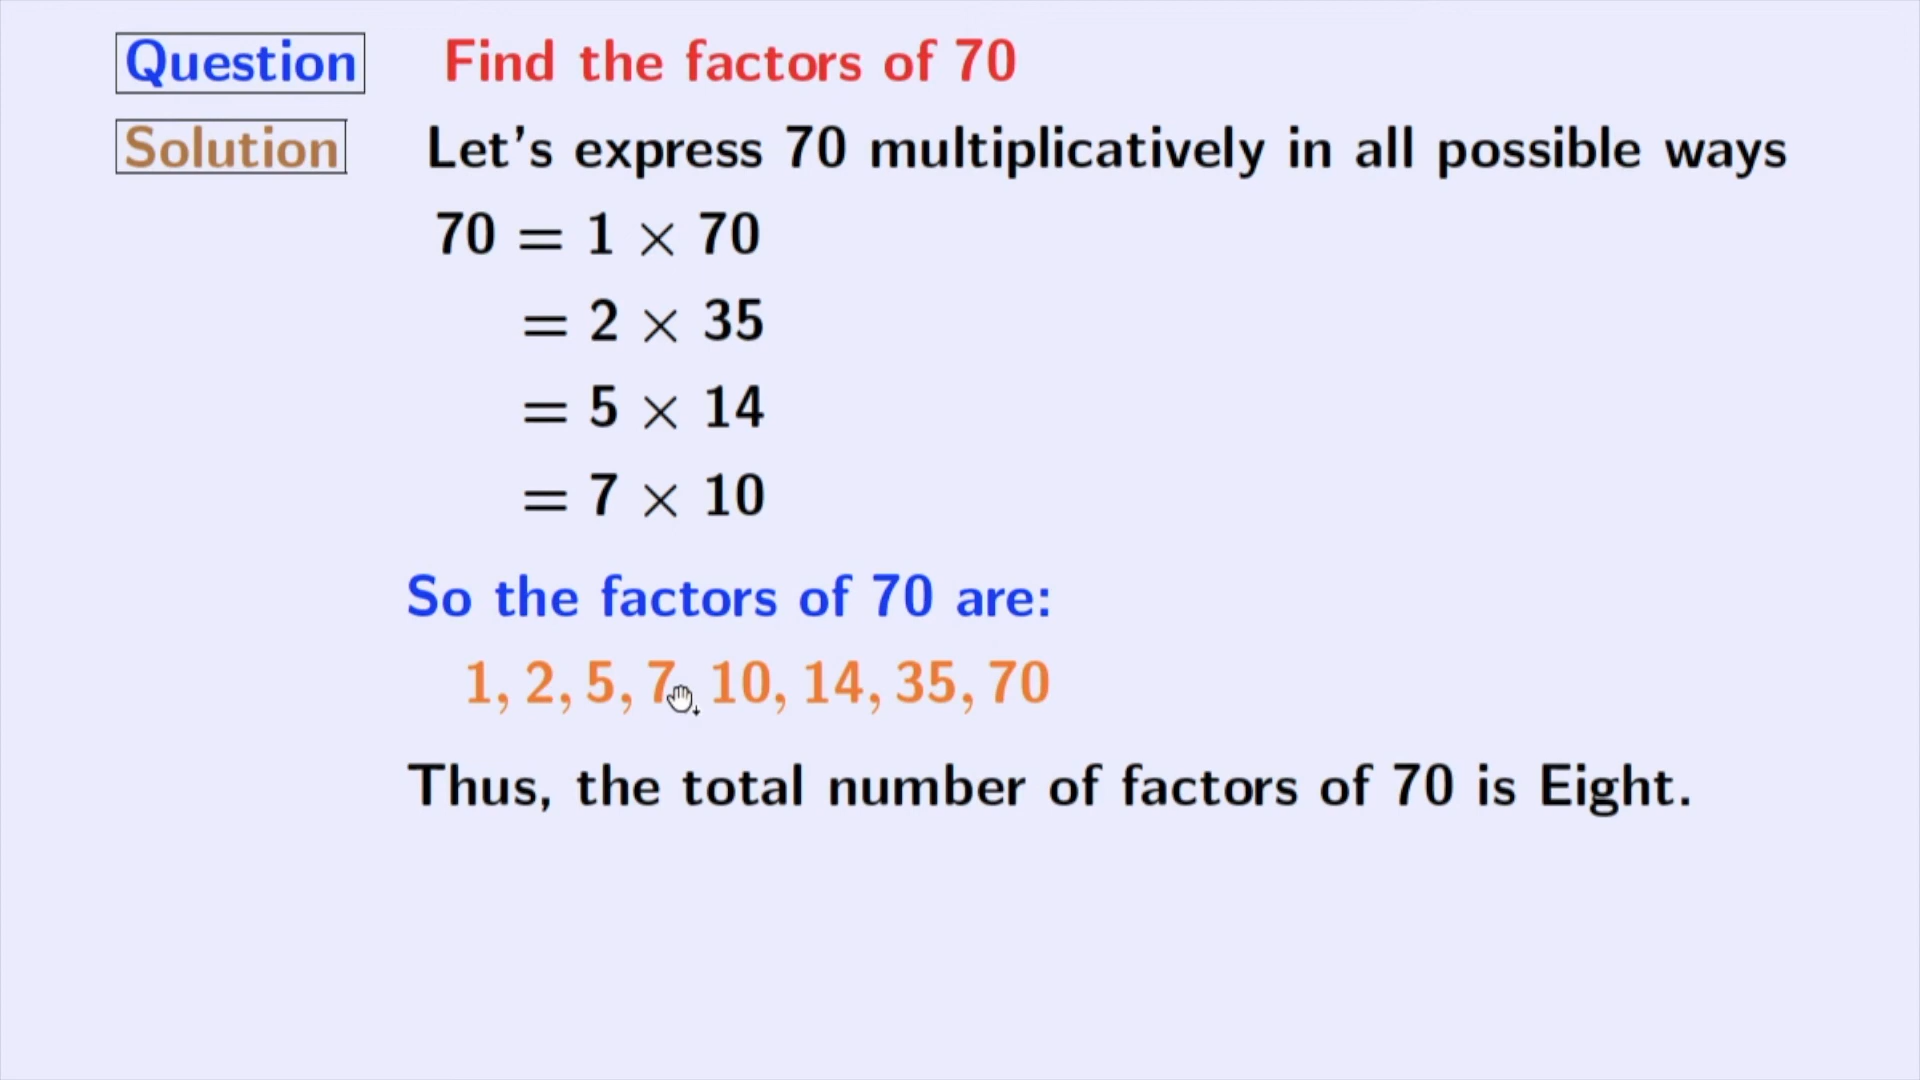 Question Find the factors of 70
Solution Let's express 70 multiplicatively in all possible ways
70 = 1 × 70
= 2 × 35
= 5 × 14
= 7 × 10
So the factors of 70 are:
1, 2, 5, 7, 10, 14, 35, 70
Thus, the total number of factors of 70 is Eight.